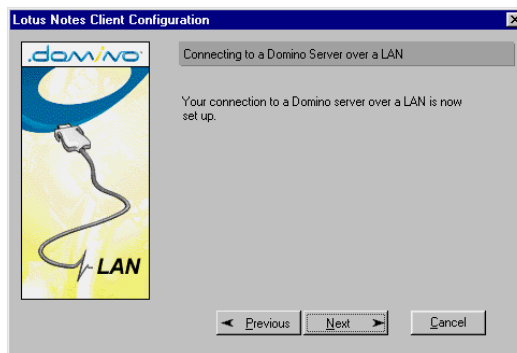 Lotus Notes Client Configuration
.domino
Connecting to a Domino Server over a LAN
Your connection to a Domino server over a LAN is now
set up.
LAN
Previous Next Cancel